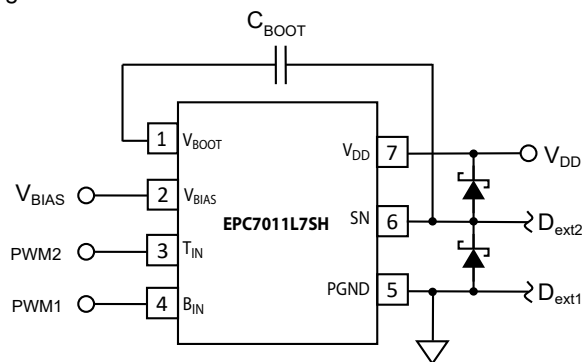 C_BOOT
1 V_BOOT
V_DD 7 V_DD
V_BIAS 2 V_BIAS
EPC7011L7SH
SN 6 D_ext2
PWM2 3 T_IN
PGND 5 D_ext1
PWM1 4 B_IN